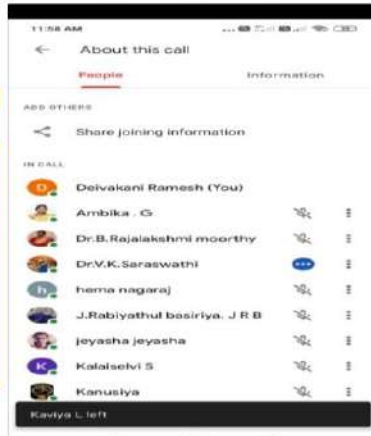 11:58 AM
About this call
People
Information
ADD OTHERS
Share joining information
IN CALL
D
Deivakani Ramesh (You)
Ambika . G
Dr.B.Rajalakshmi moorthy
Dr.V.K.Saraswathi
h
hema nagaraj
J.Rabiyathul basiriya. J R B
jeyasha jeyasha
K
Kalaiselvi S
Kanusiya
Kaviya L left